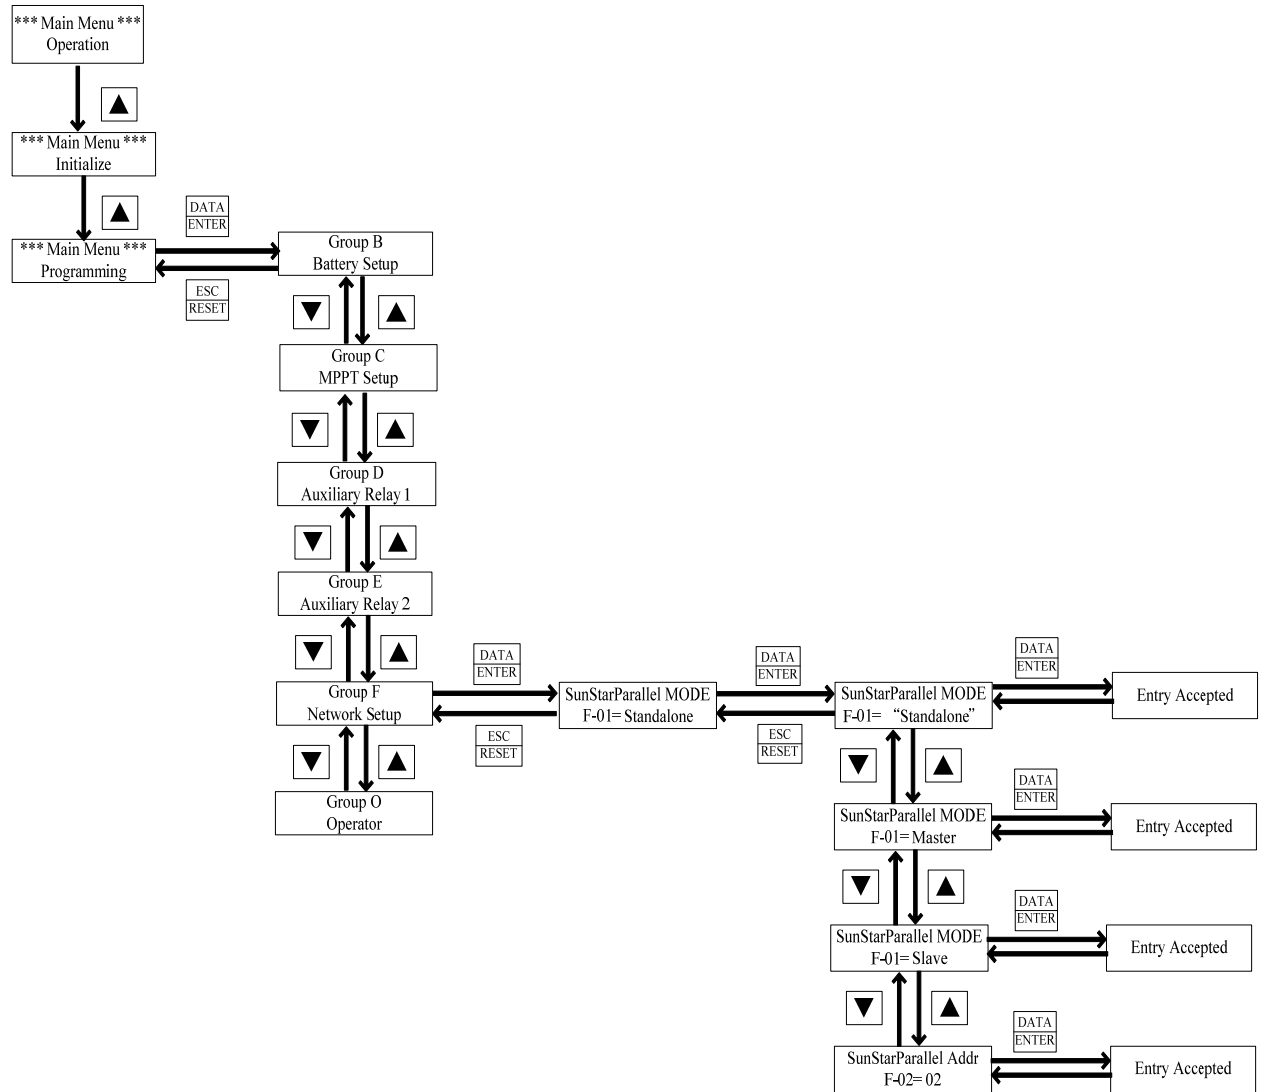 *** Main Menu ***
Operation
*** Main Menu ***
Initialize
*** Main Menu ***
Programming
DATA
ENTER
ESC
RESET
Group B
Battery Setup
Group C
MPPT Setup
Group D
Auxiliary Relay 1
Group E
Auxiliary Relay 2
Group F
Network Setup
Group O
Operator
DATA
ENTER
ESC
RESET
SunStarParallel MODE
F-01= Standalone
DATA
ENTER
ESC
RESET
SunStarParallel MODE
F-01= “Standalone”
DATA
ENTER
Entry Accepted
SunStarParallel MODE
F-01= Master
DATA
ENTER
Entry Accepted
SunStarParallel MODE
F-01= Slave
DATA
ENTER
Entry Accepted
SunStarParallel Addr
F-02= 02
DATA
ENTER
Entry Accepted